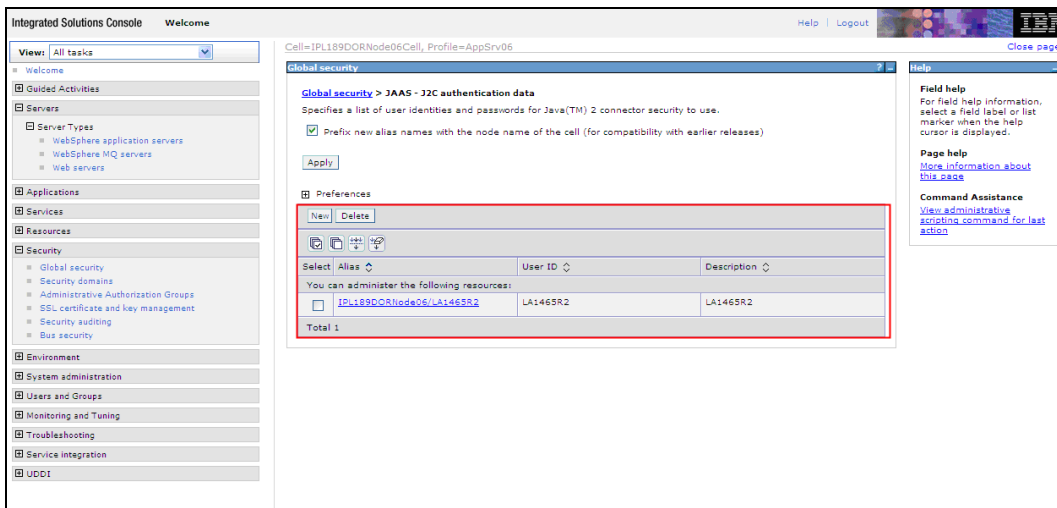 Integrated Solutions Console Welcome Help | Logout IBM
View: All tasks
Cell=IPL189DORNode06Cell, Profile=AppSrv06 Close page
Welcome
Guided Activities
Servers
Server Types
WebSphere application servers
WebSphere MQ servers
Web servers
Applications
Services
Resources
Security
Global security
Security domains
Administrative Authorization Groups
SSL certificate and key management
Security auditing
Bus security
Environment
System administration
Users and Groups
Monitoring and Tuning
Troubleshooting
Service integration
UDDI
Global security ? -
Global security > JAAS - J2C authentication data
Specifies a list of user identities and passwords for Java(TM) 2 connector security to use.
Prefix new alias names with the node name of the cell (for compatibility with earlier releases)
Apply
Preferences
New Delete
Select Alias User ID Description
You can administer the following resources:
IPL189DORNode06/LA1465R2 LA1465R2 LA1465R2
Total 1
Help -
Field help
For field help information,
select a field label or list
marker when the help
cursor is displayed.
Page help
More information about
this page
Command Assistance
View administrative
scripting command for last
action